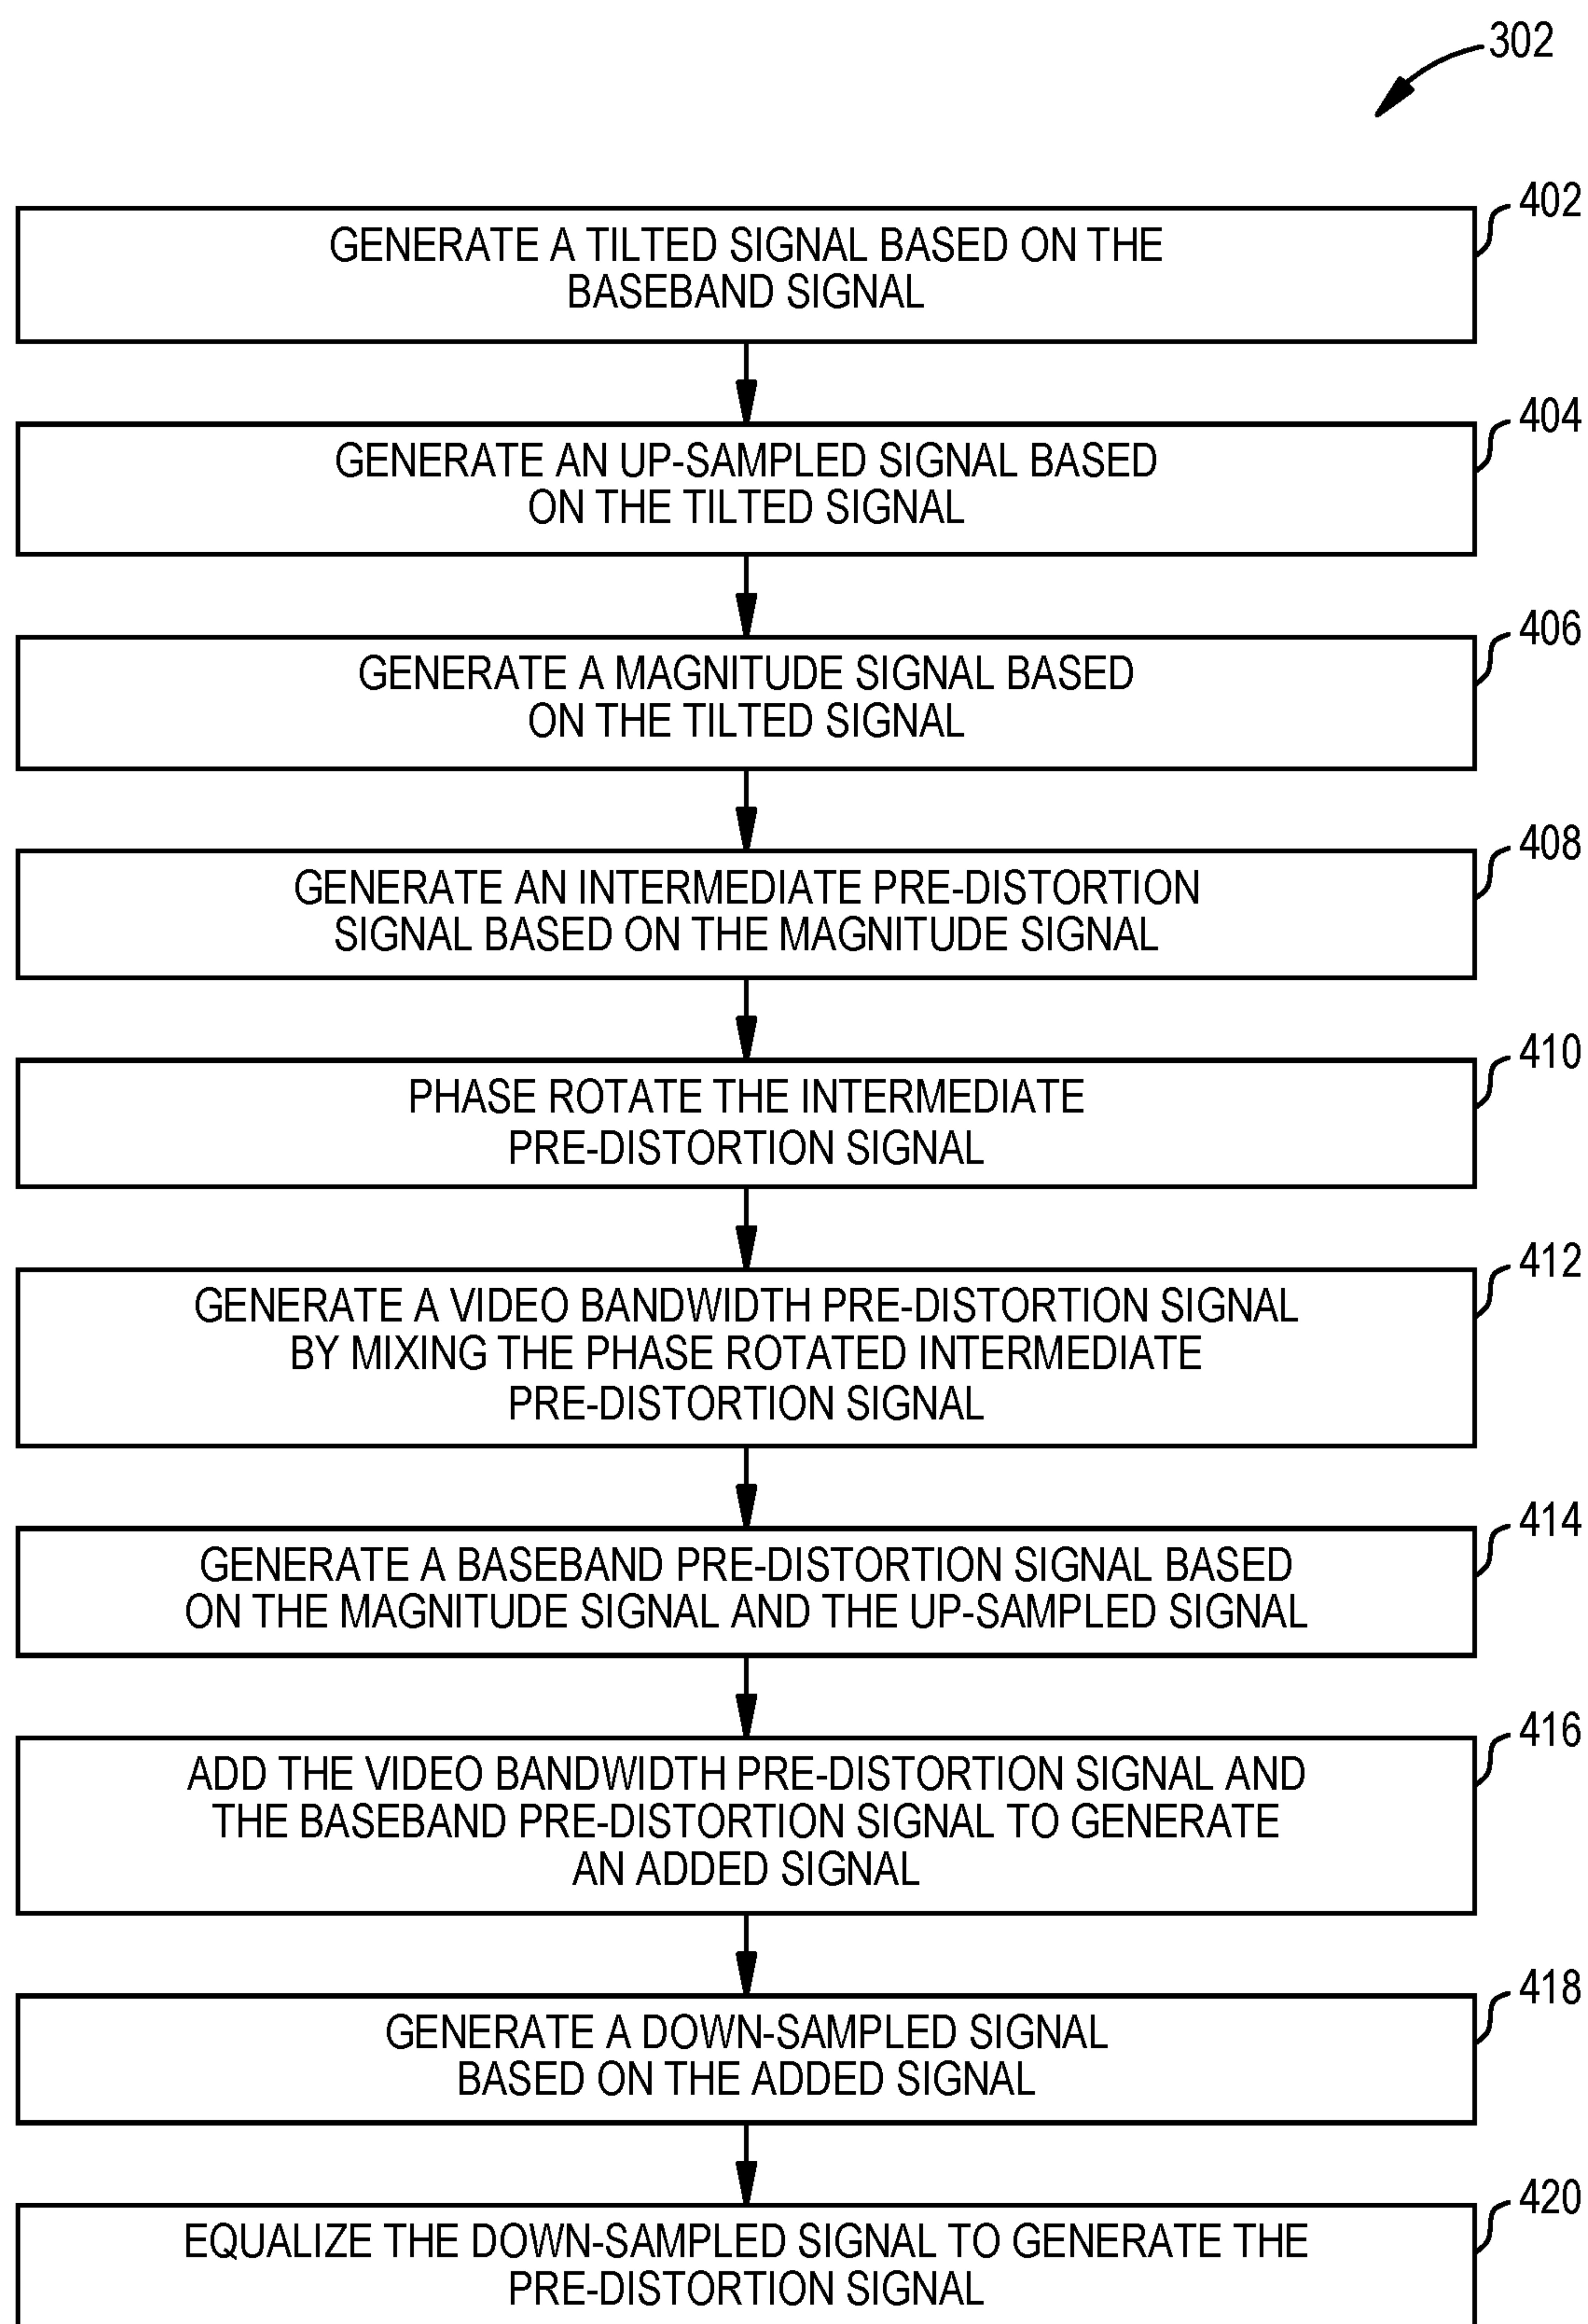 302
402
GENERATE A TILTED SIGNAL BASED ON THE
BASEBAND SIGNAL
404
GENERATE AN UP-SAMPLED SIGNAL BASED
ON THE TILTED SIGNAL
406
GENERATE A MAGNITUDE SIGNAL BASED
ON THE TILTED SIGNAL
408
GENERATE AN INTERMEDIATE PRE-DISTORTION
SIGNAL BASED ON THE MAGNITUDE SIGNAL
410
PHASE ROTATE THE INTERMEDIATE
PRE-DISTORTION SIGNAL
412
GENERATE A VIDEO BANDWIDTH PRE-DISTORTION SIGNAL
BY MIXING THE PHASE ROTATED INTERMEDIATE
PRE-DISTORTION SIGNAL
414
GENERATE A BASEBAND PRE-DISTORTION SIGNAL BASED
ON THE MAGNITUDE SIGNAL AND THE UP-SAMPLED SIGNAL
416
ADD THE VIDEO BANDWIDTH PRE-DISTORTION SIGNAL AND
THE BASEBAND PRE-DISTORTION SIGNAL TO GENERATE
AN ADDED SIGNAL
418
GENERATE A DOWN-SAMPLED SIGNAL
BASED ON THE ADDED SIGNAL
420
EQUALIZE THE DOWN-SAMPLED SIGNAL TO GENERATE THE
PRE-DISTORTION SIGNAL